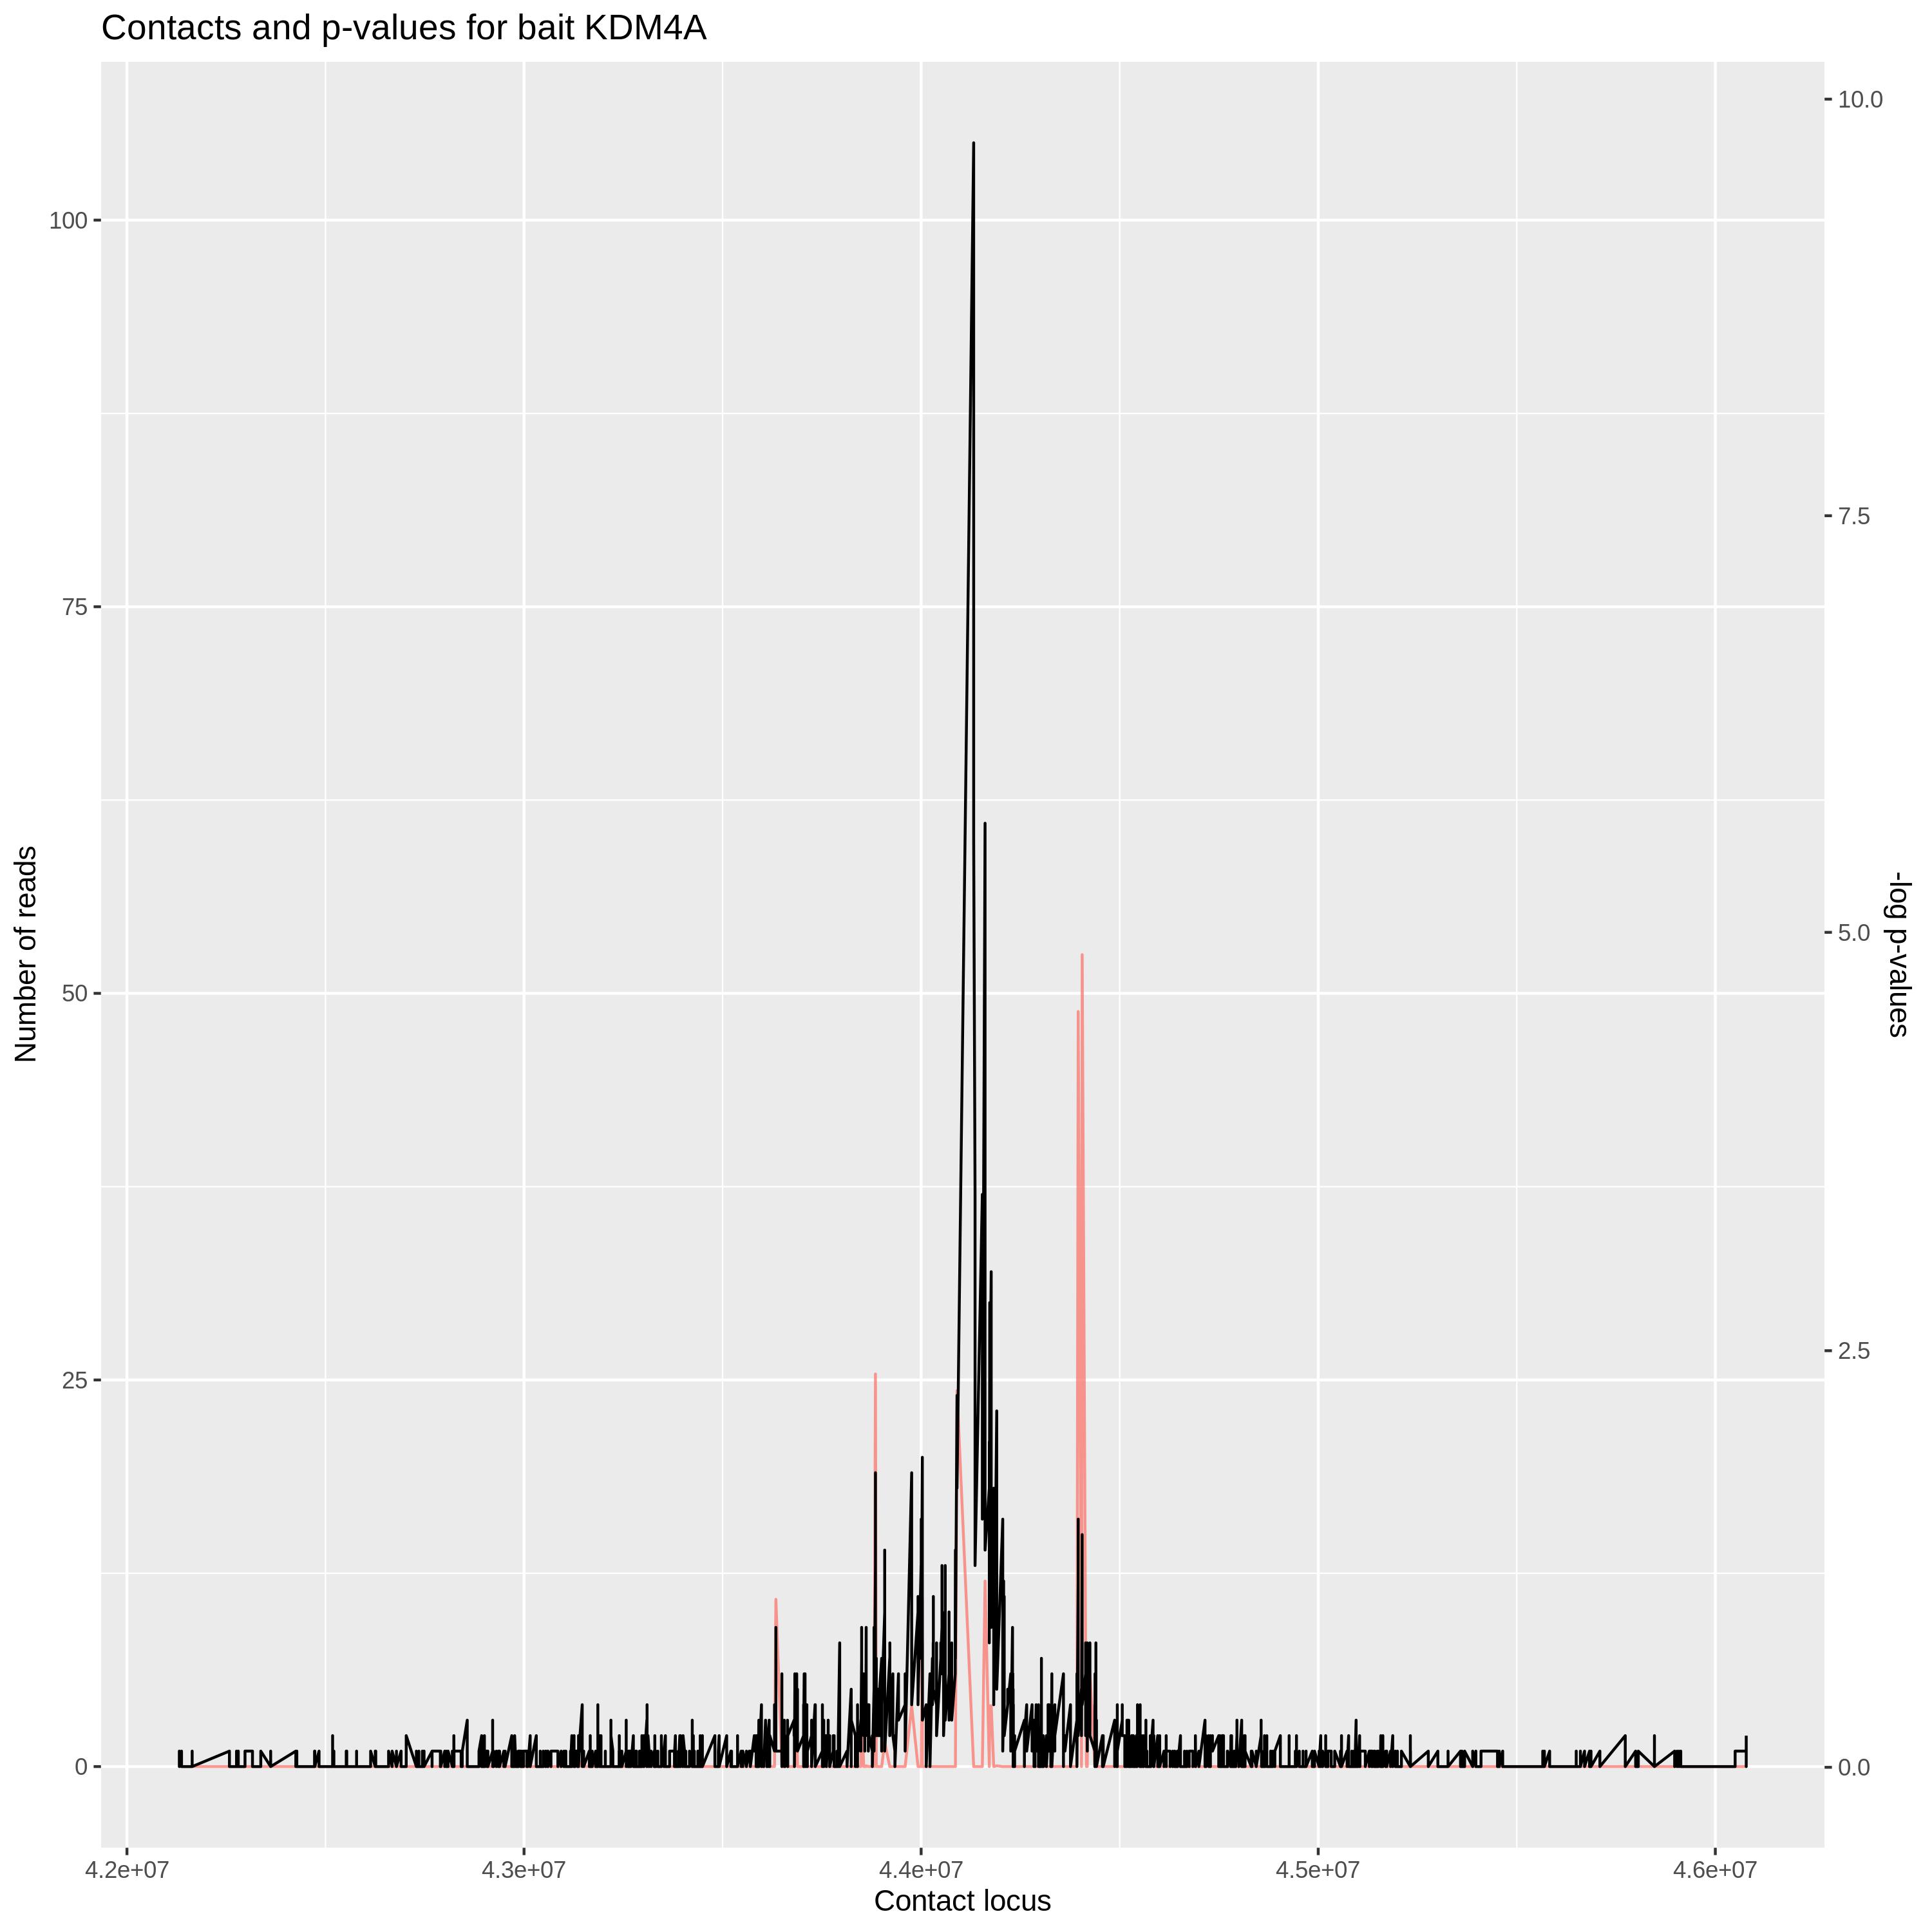 Contacts and p-values for bait KDM4A
10.0
100
7.5
75
Number of reads
-log p-values
5.0
50
2.5
25
0
0.0
4.2e+07 4.3e+07 4.4e+07 4.5e+07 4.6e+07
Contact locus